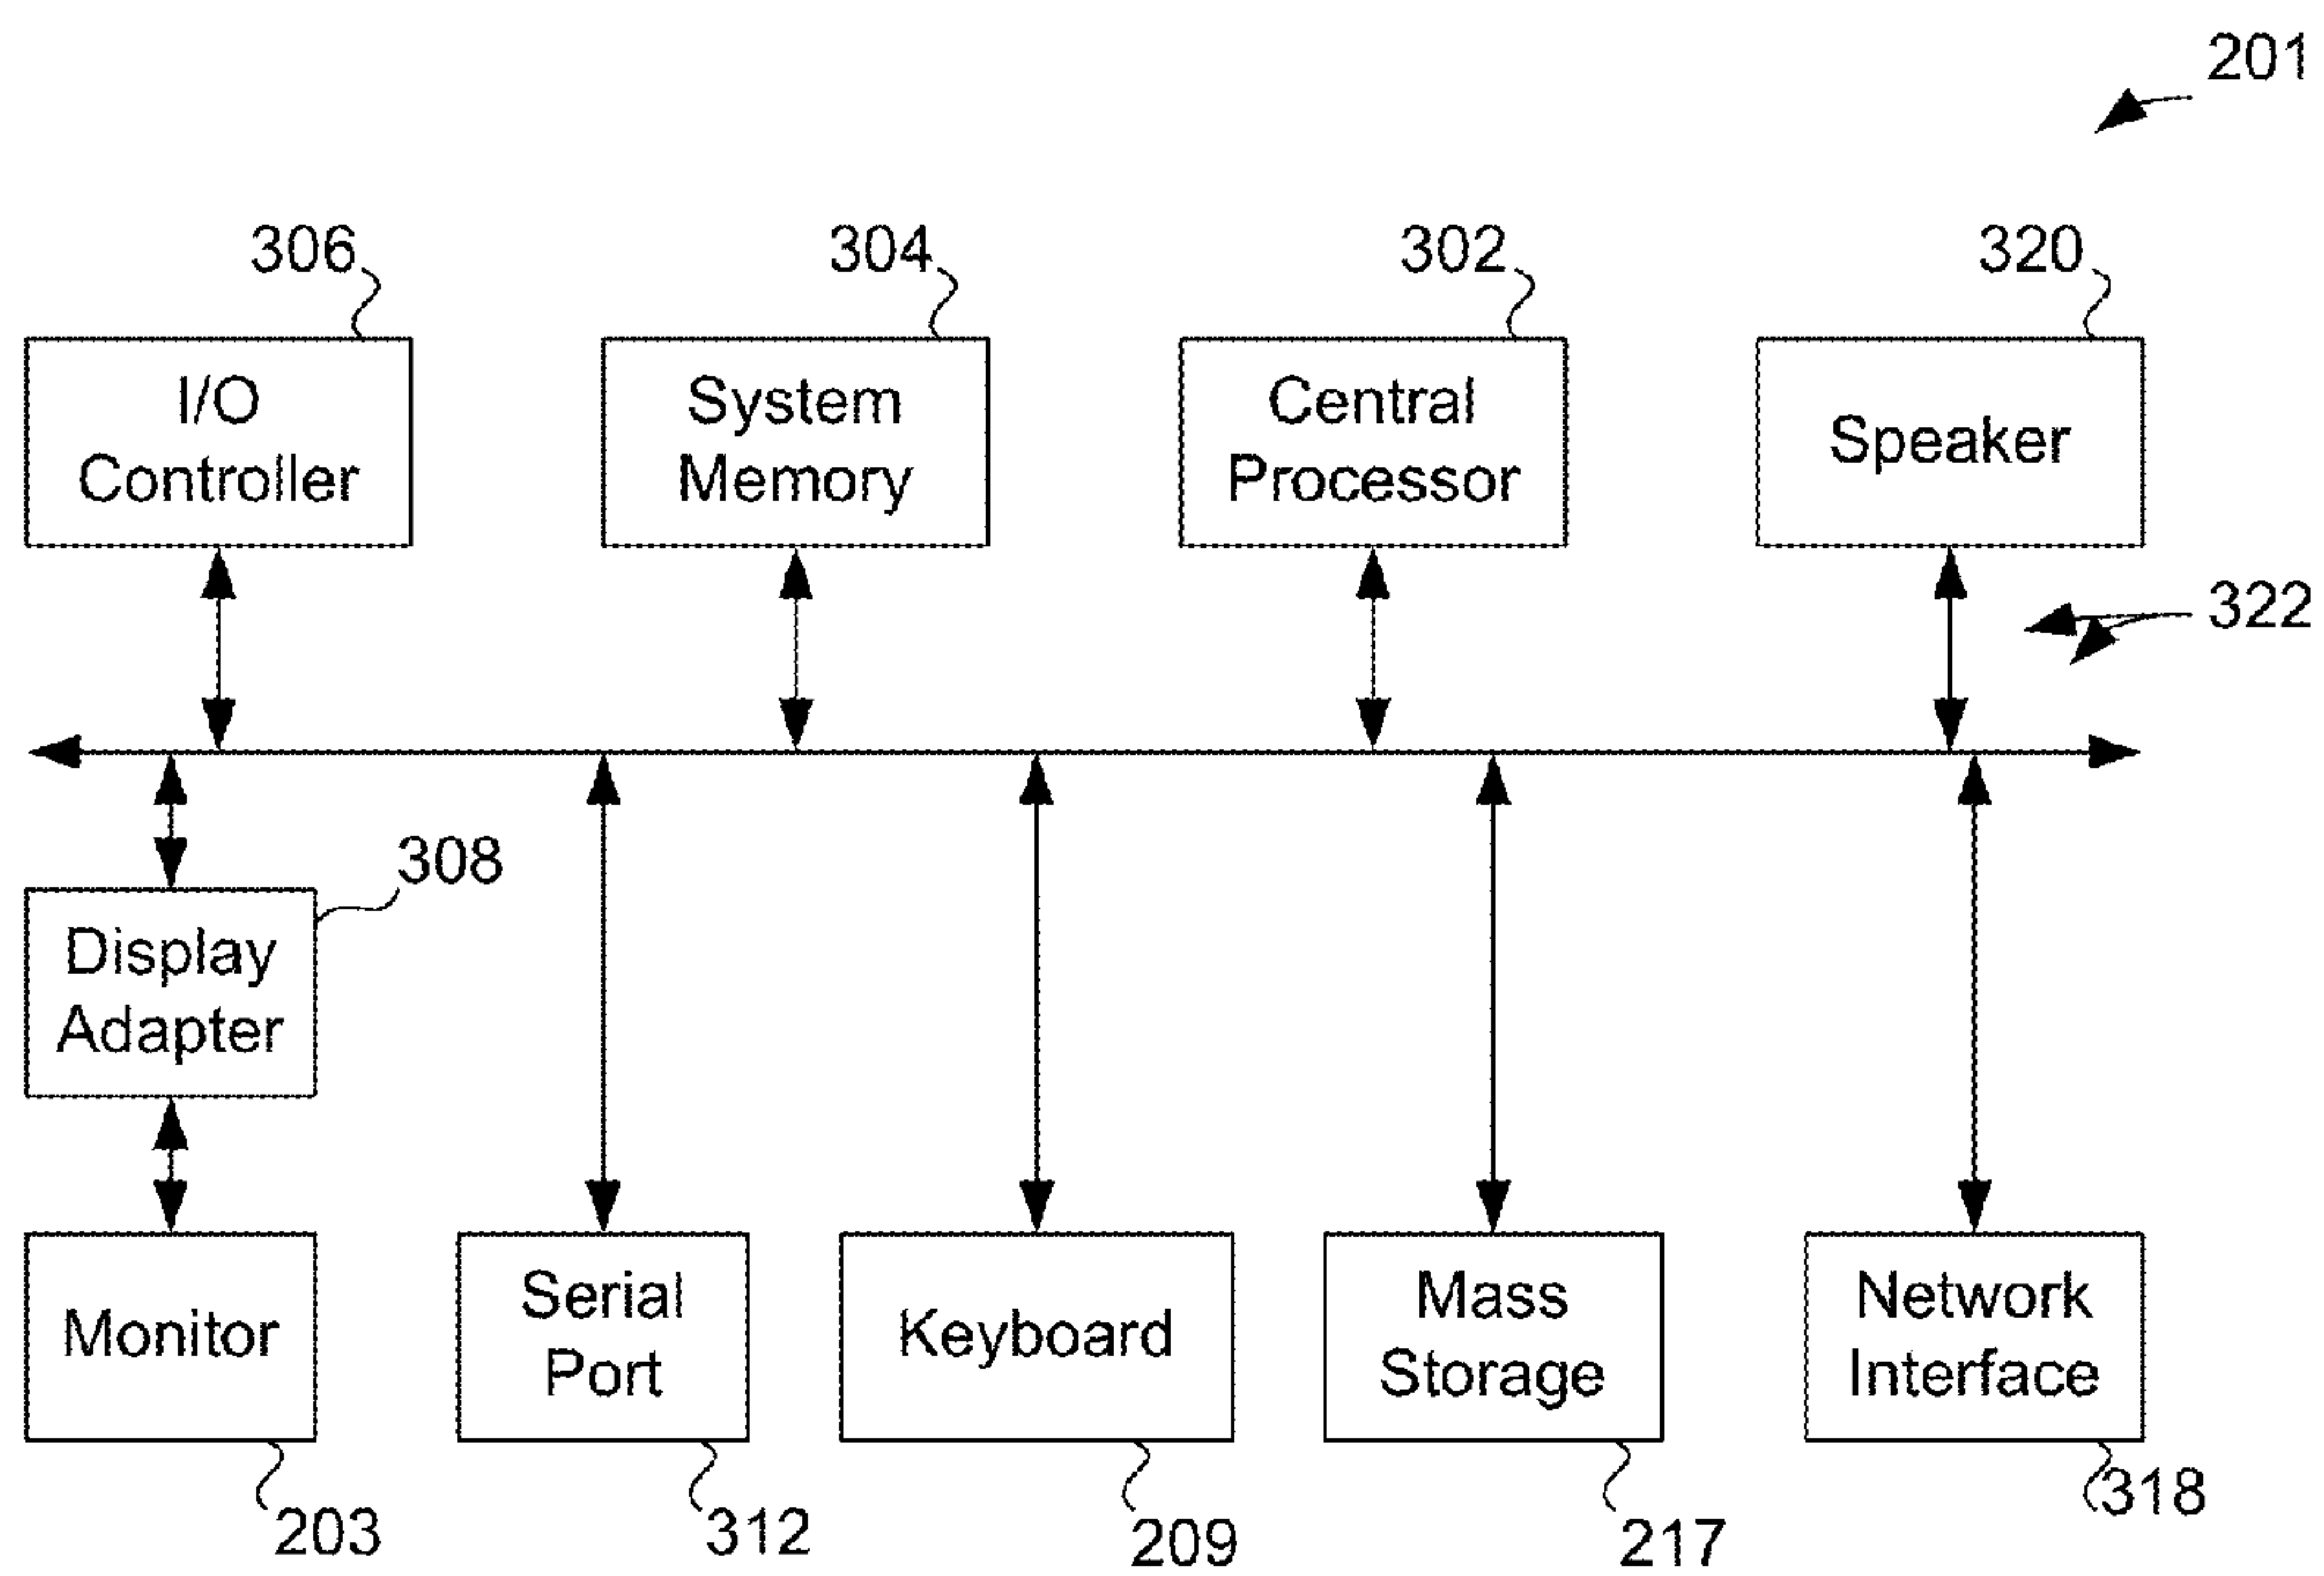 201
306
304
302
320
I/O
Controller
System
Memory
Central
Processor
Speaker
322
308
Display
Adapter
Monitor
Serial
Port
Keyboard
Mass
Storage
Network
Interface
203
312
209
217
318